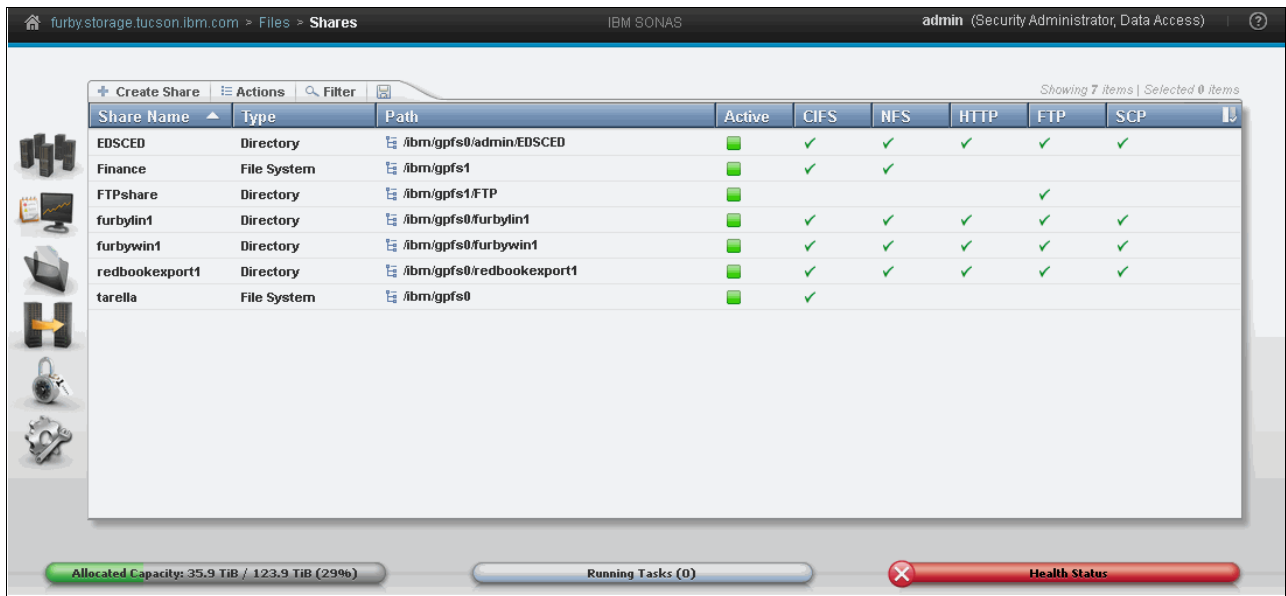 furby.storage.tucson.ibm.com > Files > Shares IBM SONAS admin (Security Administrator, Data Access) | ?
Create Share Actions Filter Showing 7 items | Selected 0 items
Share Name Type Path Active CIFS NFS HTTP FTP SCP
EDSCED Directory /ibm/gpfs0/admin/EDSCED
Finance File System /ibm/gpfs1
FTPshare Directory /ibm/gpfs1/FTP
furbylin1 Directory /ibm/gpfs0/furbylin1
furbywin1 Directory /ibm/gpfs0/furbywin1
redbookexport1 Directory /ibm/gpfs0/redbookexport1
tarella File System /ibm/gpfs0
Allocated Capacity: 35.9 TiB / 123.9 TiB (29%) Running Tasks (0) Health Status